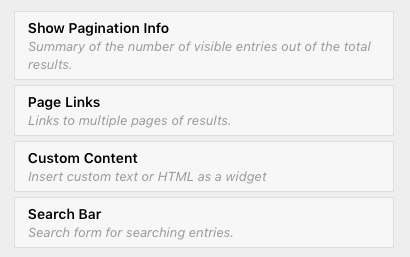 Show Pagination Info
Summary of the number of visible entries out of the total
results.
Page Links
Links to multiple pages of results.
Custom Content
Insert custom text or HTML as a widget
Search Bar
Search form for searching entries.